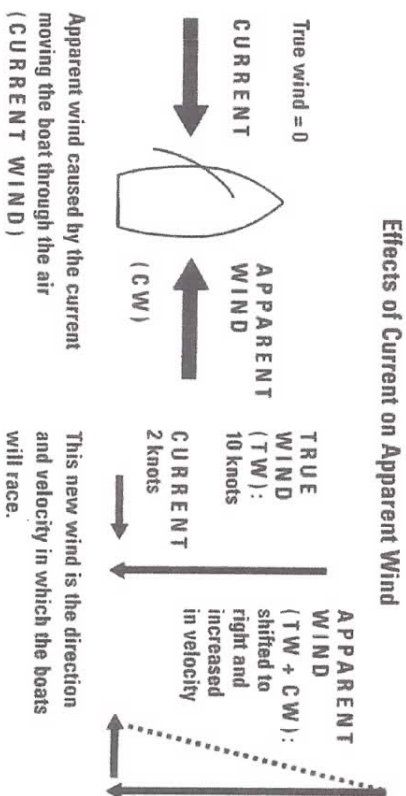 Effects of Current on Apparent Wind
True wind = 0
CURRENT
APPARENT
WIND
(CW)
Apparent wind caused by the current
moving the boat through the air
(CURRENT WIND)
TRUE
WIND
(TW):
10 knots
CURRENT
2 knots
APPARENT
WIND
(TW + CW):
shifted to
right and
increased
in velocity
This new wind is the direction
and velocity in which the boats
will race.